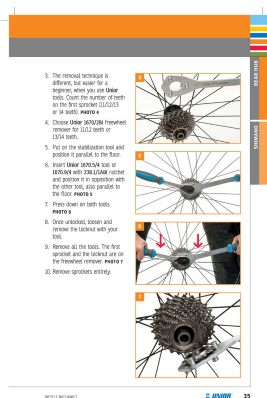 3. The removal technique is
different, but easier for a
beginner, when you use Unior
tools. Count the number of teeth
on the first sprocket (11/12/13
or 14 teeth). PHOTO 4
4. Choose Unior 1670/2BI freewheel
remover for 11/12 teeth or
13/14 teeth.
5. Put on the stabilization tool and
position it parallel to the floor.
6. Insert Unior 1670.5/4 tool or
1670.9/4 with 238.1/1ABI ratchet
and position it in opposition with
the other tool, also parallel to
the floor. PHOTO 5
7. Press down on both tools.
PHOTO 6
8. Once unlocked, loosen and
remove the locknut with your
tool.
9. Remove all the tools. The first
sprocket and the locknut are on
the freewheel remover. PHOTO 7
10. Remove sprockets entirely.
4
5
6
7
REAR HUB
SHIMANO
BICYCLE MECHANICS
UNIOR
35